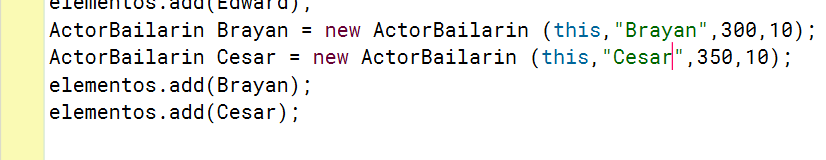 elementos.add(Edward);
ActorBailarin Brayan = new ActorBailarin (this,"Brayan",300,10);
ActorBailarin Cesar = new ActorBailarin (this,"Cesar",350,10);
elementos.add(Brayan);
elementos.add(Cesar);